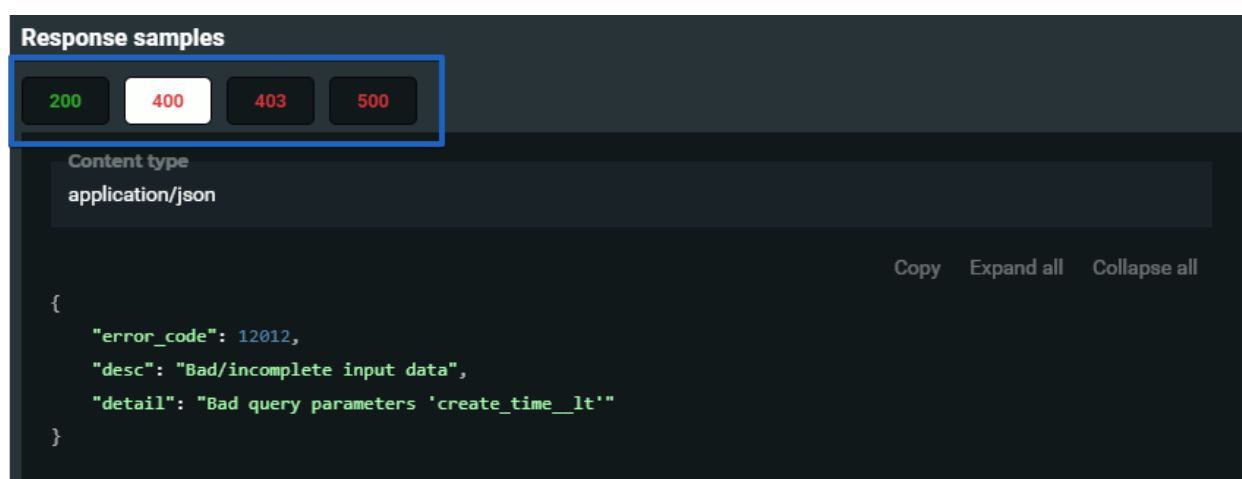 Response samples
200 400 403 500
Content type
application/json
Copy Expand all Collapse all
{
"error_code": 12012,
"desc": "Bad/incomplete input data",
"detail": "Bad query parameters 'create_time__lt'"
}